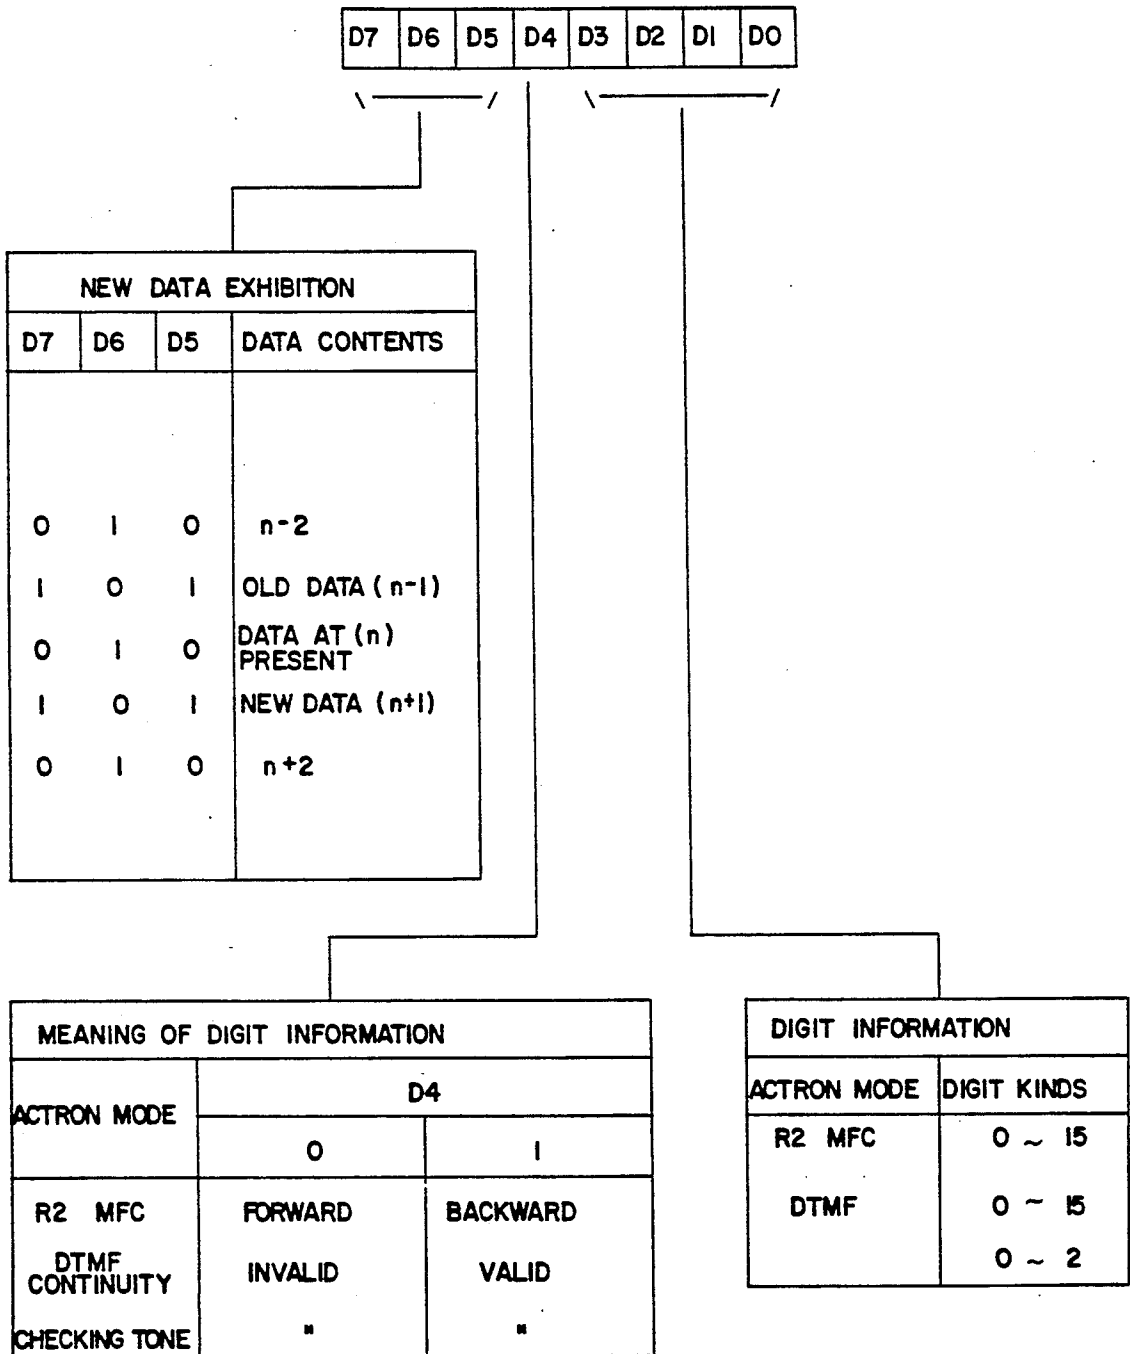 D7 D6 D5 D4 D3 D2 D1 D0
NEW DATA EXHIBITION
D7 D6 D5 DATA CONTENTS
0 1 0 n-2
1 0 1 OLD DATA (n-1)
0 1 0 DATA AT (n) PRESENT
1 0 1 NEW DATA (n+1)
0 1 0 n+2
MEANING OF DIGIT INFORMATION
ACTRON MODE D4
0 1
R2 MFC FORWARD BACKWARD
DTMF
CONTINUITY INVALID VALID
CHECKING TONE " "
DIGIT INFORMATION
ACTRON MODE DIGIT KINDS
R2 MFC 0 ~ 15
DTMF 0 ~ 15
0 ~ 2